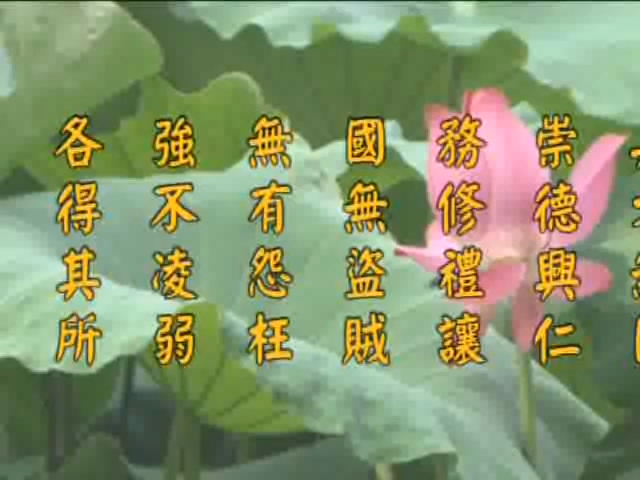 崇德興仁
務修禮讓
國無盜賊
無有怨枉
強不凌弱
各得其所